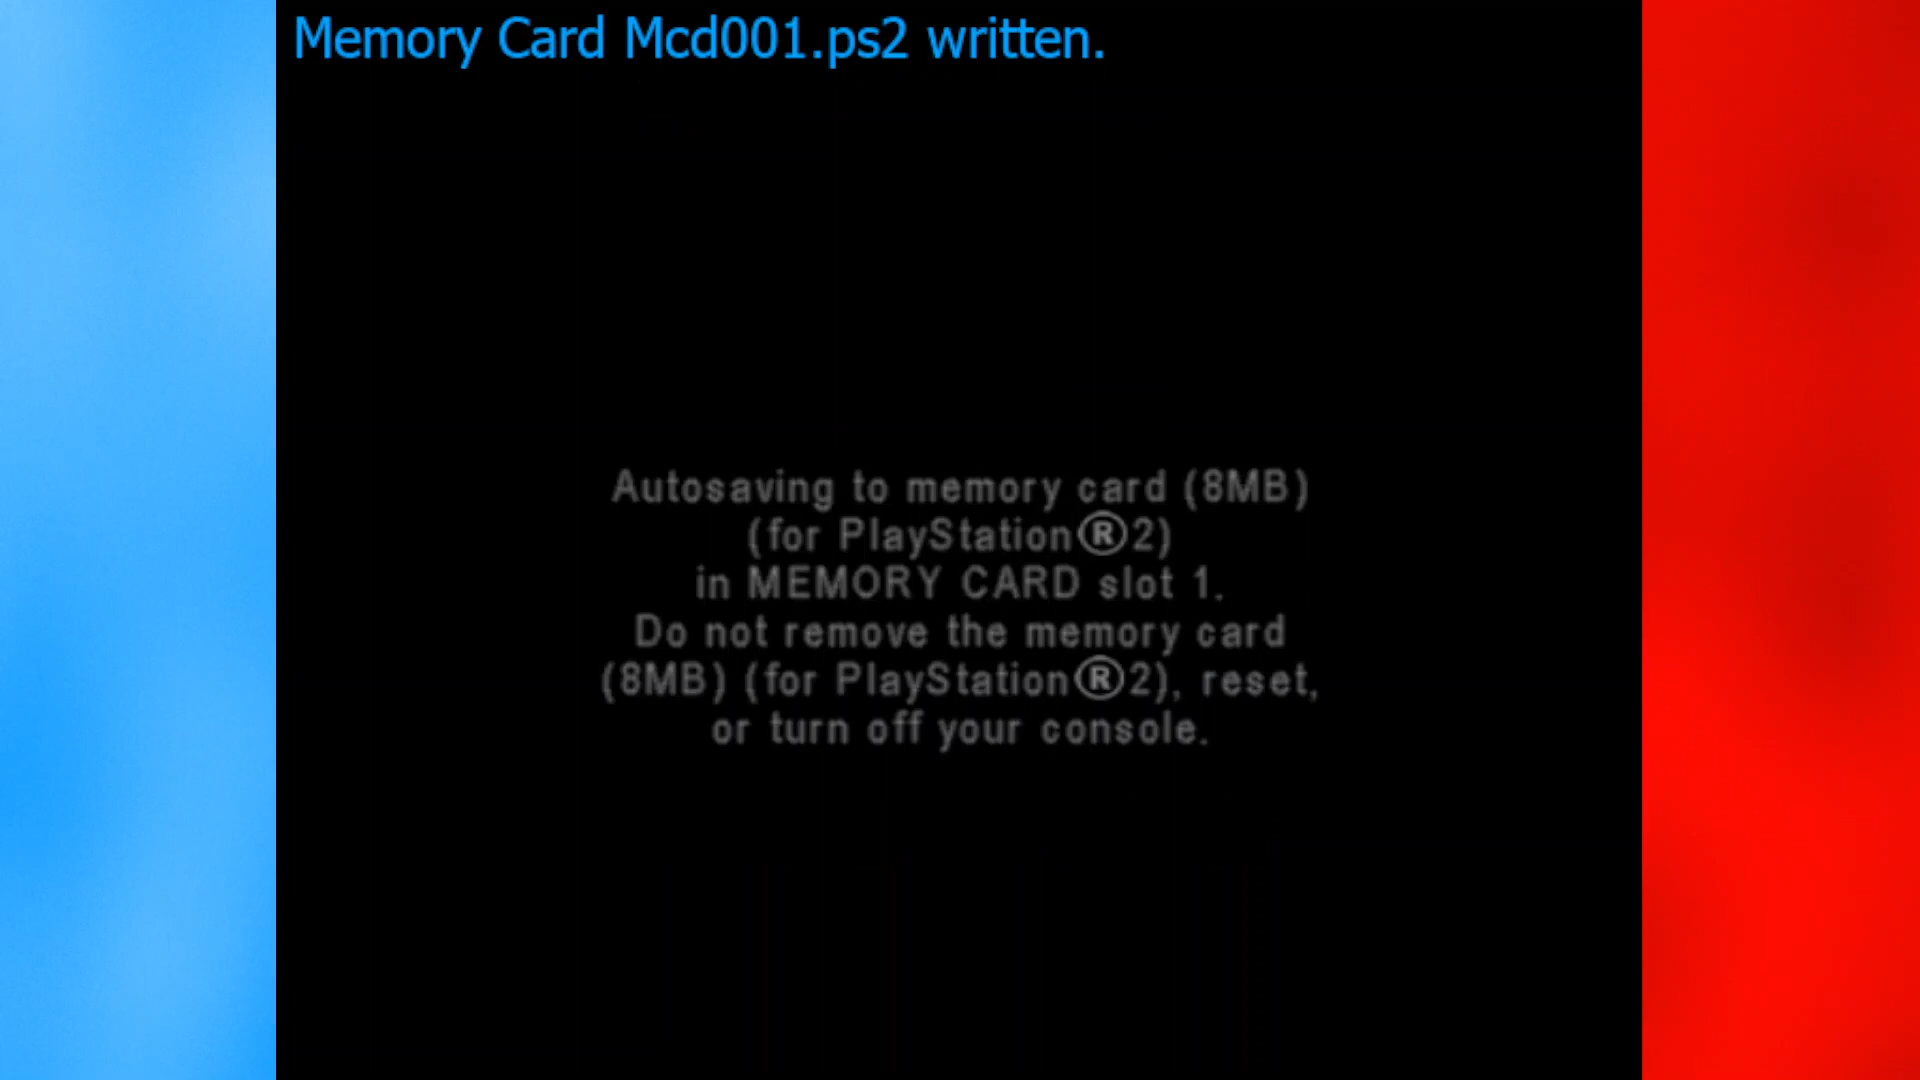 Memory Card Mcd001.ps2 written.
Autosaving to memory card (8MB)
(for PlayStation®2)
in MEMORY CARD slot 1.
Do not remove the memory card
(8MB) (for PlayStation®2), reset,
or turn off your console.